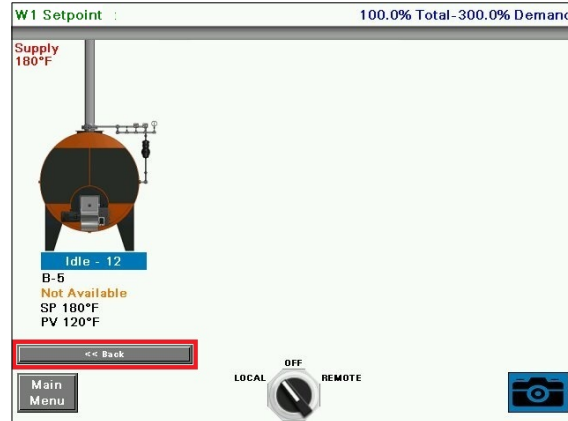 W1 Setpoint :
100.0% Total-300.0% Demand
Supply
180°F
Idle - 12
B-5
Not Available
SP 180°F
PV 120°F
<< Back
OFF
LOCAL
REMOTE
Main
Menu